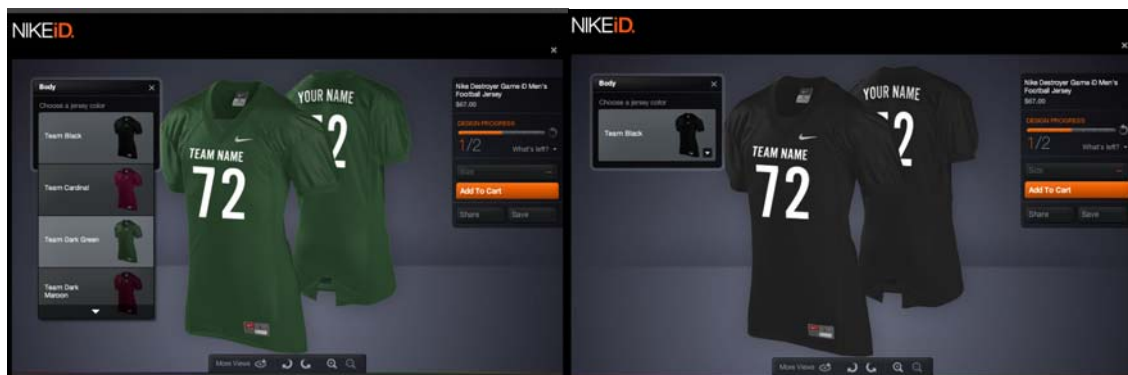 NIKEiD.
Body
Choose a jersey color
Team Black
Team Cardinal
Team Dark Green
Team Dark
Maroon
YOUR NAME
72
TEAM NAME
72
Nike Destroyer Game iD Men's
Football Jersey
$67.00
DESIGN PROGRESS
1/2
What's left?
Size
Add To Cart
Share
Save
More Views
NIKEiD.
Body
Choose a jersey color
Team Black
YOUR NAME
72
TEAM NAME
72
Nike Destroyer Game iD Men's
Football Jersey
$67.00
DESIGN PROGRESS
1/2
What's left?
Size
Add To Cart
Share
Save
More Views